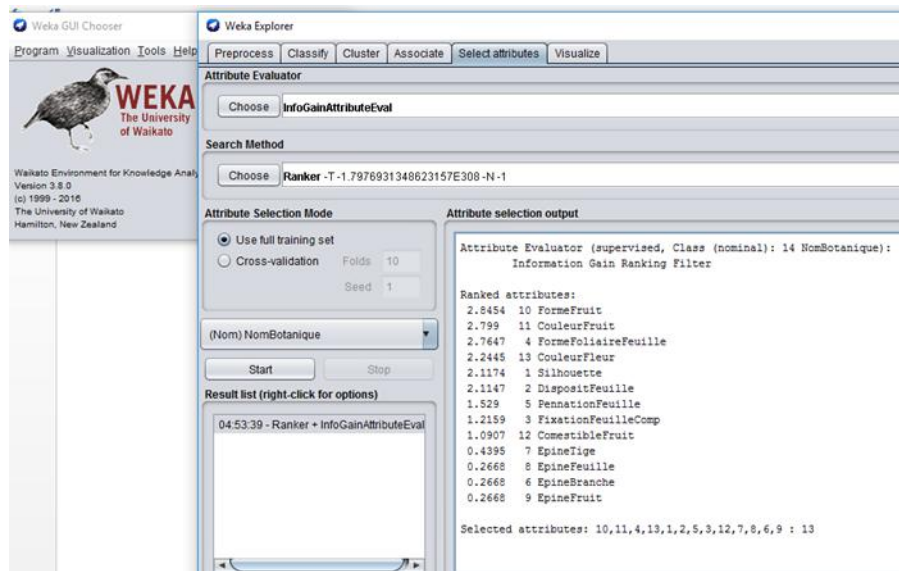 Weka GUI Chooser
Program Visualization Tools Help
WEKA
The University
of Waikato
Waikato Environment for Knowledge Analy
Version 3.8.0
(c) 1999 - 2016
The University of Waikato
Hamilton, New Zealand
Weka Explorer
Preprocess Classify Cluster Associate Select attributes Visualize
Attribute Evaluator
Choose InfoGainAttributeEval
Search Method
Choose Ranker -T -1.7976931348623157E308 -N -1
Attribute Selection Mode
Use full training set
Cross-validation Folds 10
Seed 1
(Nom) NomBotanique
Start Stop
Result list (right-click for options)
04:53:39 - Ranker + InfoGainAttributeEval
Attribute selection output
Attribute Evaluator (supervised, Class (nominal): 14 NomBotanique):
Information Gain Ranking Filter
Ranked attributes:
2.8454 10 FormeFruit
2.799 11 CouleurFruit
2.7647 4 FormeFoliaireFeuille
2.2445 13 CouleurFleur
2.1174 1 Silhouette
2.1147 2 DispositFeuille
1.529 5 PennationFeuille
1.2159 3 FixationFeuilleComp
1.0907 12 ComestibleFruit
0.4395 7 EpineTige
0.2668 8 EpineFeuille
0.2668 6 EpineBranche
0.2668 9 EpineFruit
Selected attributes: 10,11,4,13,1,2,5,3,12,7,8,6,9 : 13